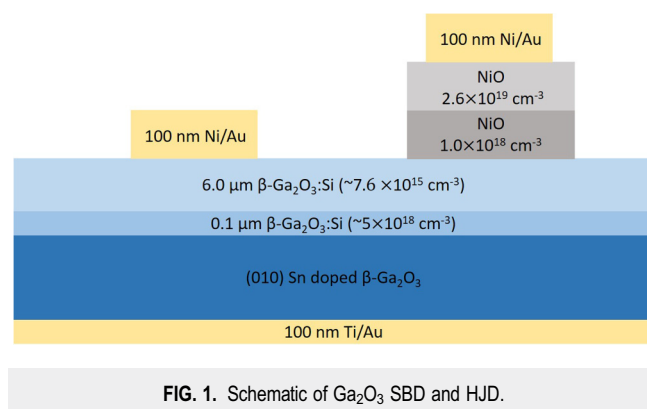 100 nm Ni/Au
NiO
2.6×10¹⁹ cm⁻³
NiO
1.0×10¹⁸ cm⁻³
100 nm Ni/Au
6.0 µm β-Ga₂O₃:Si (~7.6 ×10¹⁵ cm⁻³)
0.1 µm β-Ga₂O₃:Si (~5×10¹⁸ cm⁻³)
(010) Sn doped β-Ga₂O₃
100 nm Ti/Au
FIG. 1. Schematic of Ga₂O₃ SBD and HJD.